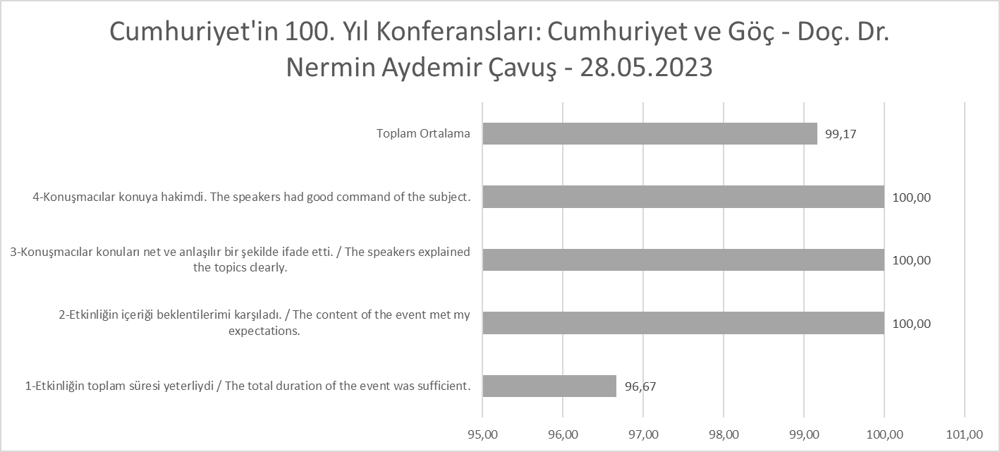 Cumhuriyet'in 100. Yıl Konferansları: Cumhuriyet ve Göç - Doç. Dr.
Nermin Aydemir Çavuş - 28.05.2023
Toplam Ortalama
99,17
4-Konuşmacılar konuya hakimdi. The speakers had good command of the subject.
100,00
3-Konuşmacılar konuları net ve anlaşılır bir şekilde ifade etti. / The speakers explained
the topics clearly.
100,00
2-Etkinliğin içeriği beklentilerimi karşıladı. / The content of the event met my
expectations.
100,00
1-Etkinliğin toplam süresi yeterliydi / The total duration of the event was sufficient.
96,67
95,00 96,00 97,00 98,00 99,00 100,00 101,00